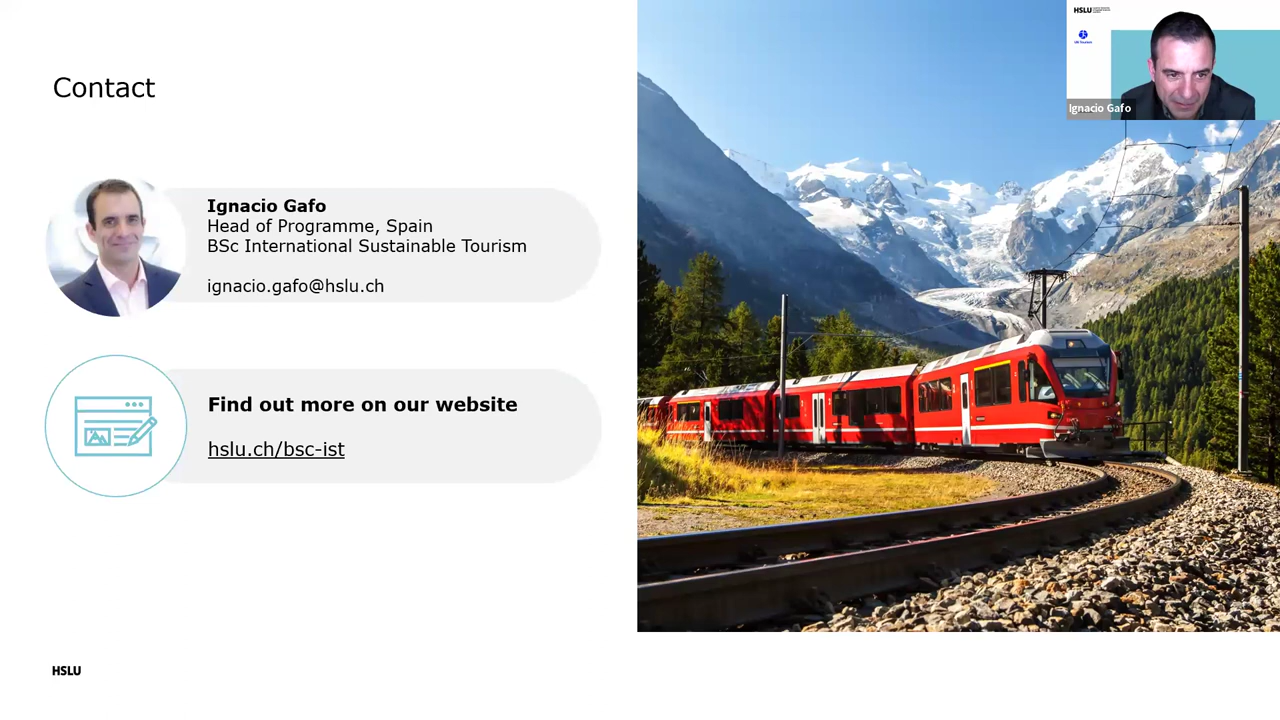 Contact
Ignacio Gafo
Head of Programme, Spain
BSc International Sustainable Tourism
ignacio.gafo@hslu.ch
Find out more on our website
hslu.ch/bsc-ist
HSLU
HSLU
Ignacio Gafo